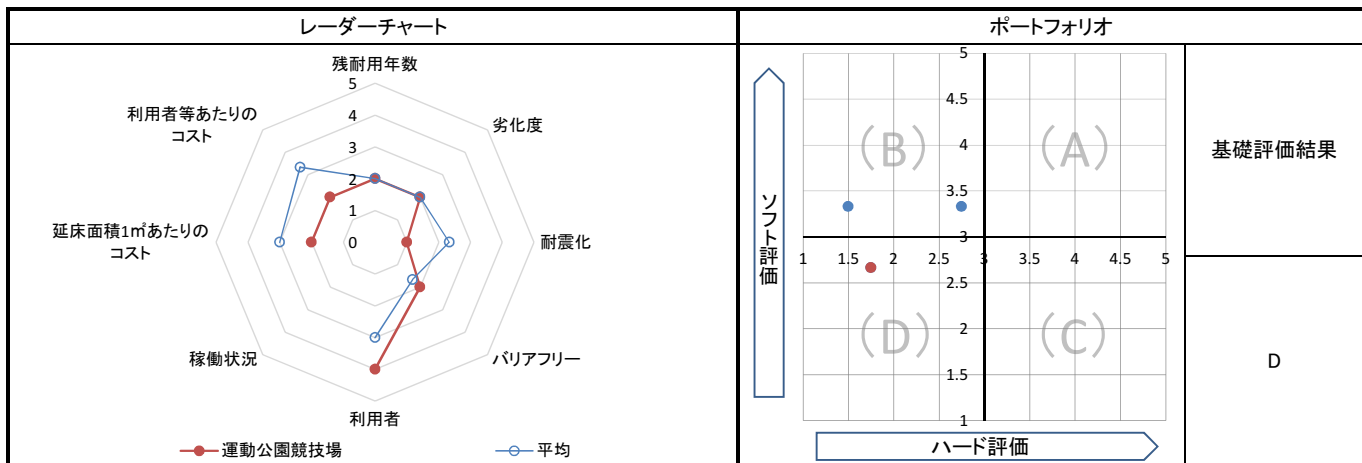 レーダーチャート
ポートフォリオ
残耐用年数
劣化度
耐震化
バリアフリー
利用者
稼働状況
延床面積1㎡あたりの
コスト
利用者等あたりの
コスト
5
4
3
2
1
0
運動公園競技場
平均
ソフト評価
5
4.5
4
3.5
3
2.5
2
1.5
1
1
1.5
2
2.5
3
3.5
4
4.5
5
(B)
(A)
(D)
(C)
ハード評価
基礎評価結果
D